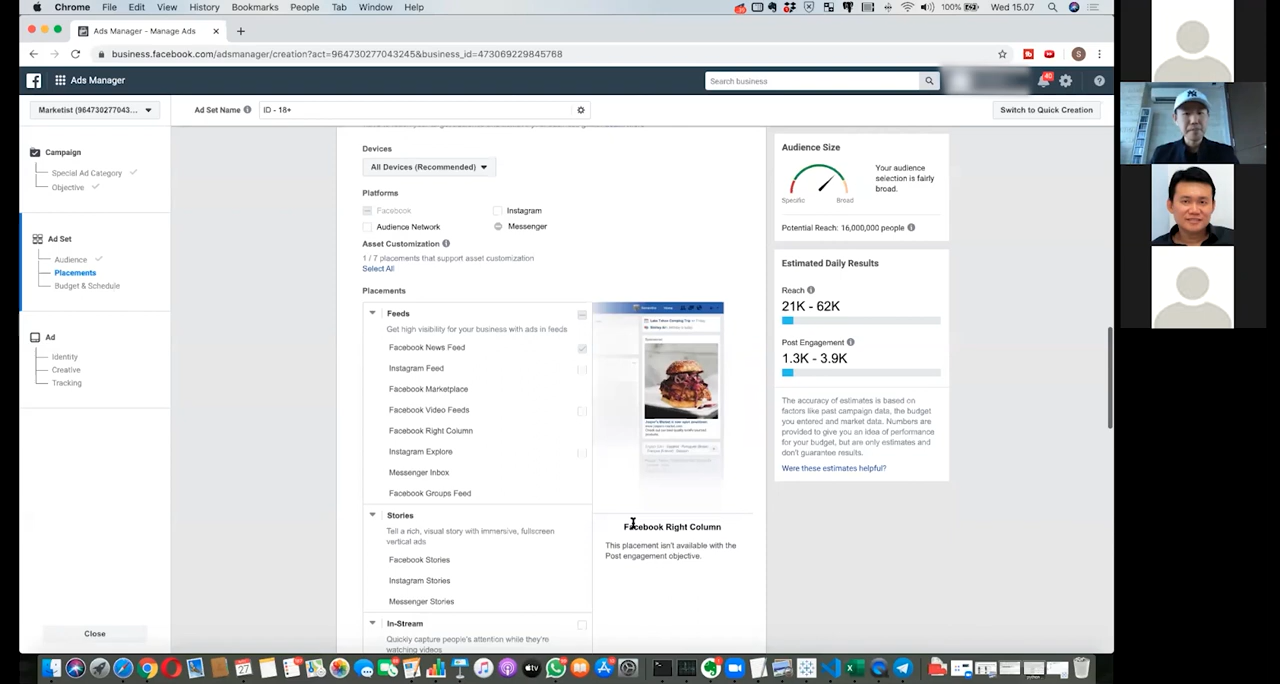 Chrome File Edit View History Bookmarks People Tab Window Help 100% Wed 15.07
Ads Manager - Manage Ads
business.facebook.com/adsmanager/creation?act=964730277043245&business_id=473069229845768
Ads Manager
Search business
Marketist (96473027704З...
Ad Set Name
ID - 18+
Switch to Quick Creation
Campaign
Special Ad Category
Objective
Ad Set
Audience
Placements
Budget & Schedule
Ad
Identity
Creative
Tracking
Close
Devices
All Devices (Recommended)
Platforms
Facebook
Instagram
Audience Network
Messenger
Asset Customization
1 / 7 placements that support asset customization
Select All
Placements
Feeds
Get high visibility for your business with ads in feeds
Facebook News Feed
Instagram Feed
Facebook Marketplace
Facebook Video Feeds
Facebook Right Column
Instagram Explore
Messenger Inbox
Facebook Groups Feed
Stories
Tell a rich, visual story with immersive, fullscreen
vertical ads
Facebook Stories
Instagram Stories
Messenger Stories
In-Stream
Quickly capture people's attention while they're
watching videos
Facebook Right Column
This placement isn't available with the
Post engagement objective.
Audience Size
Your audience
selection is fairly
broad.
Specific
Broad
Potential Reach: 16,000,000 people
Estimated Daily Results
Reach
21K - 62K
Post Engagement
1.3K - 3.9K
The accuracy of estimates is based on
factors like past campaign data, the budget
you entered and market data. Numbers are
provided to give you an idea of performance
for your budget, but are only estimates and
don't guarantee results.
Were these estimates helpful?